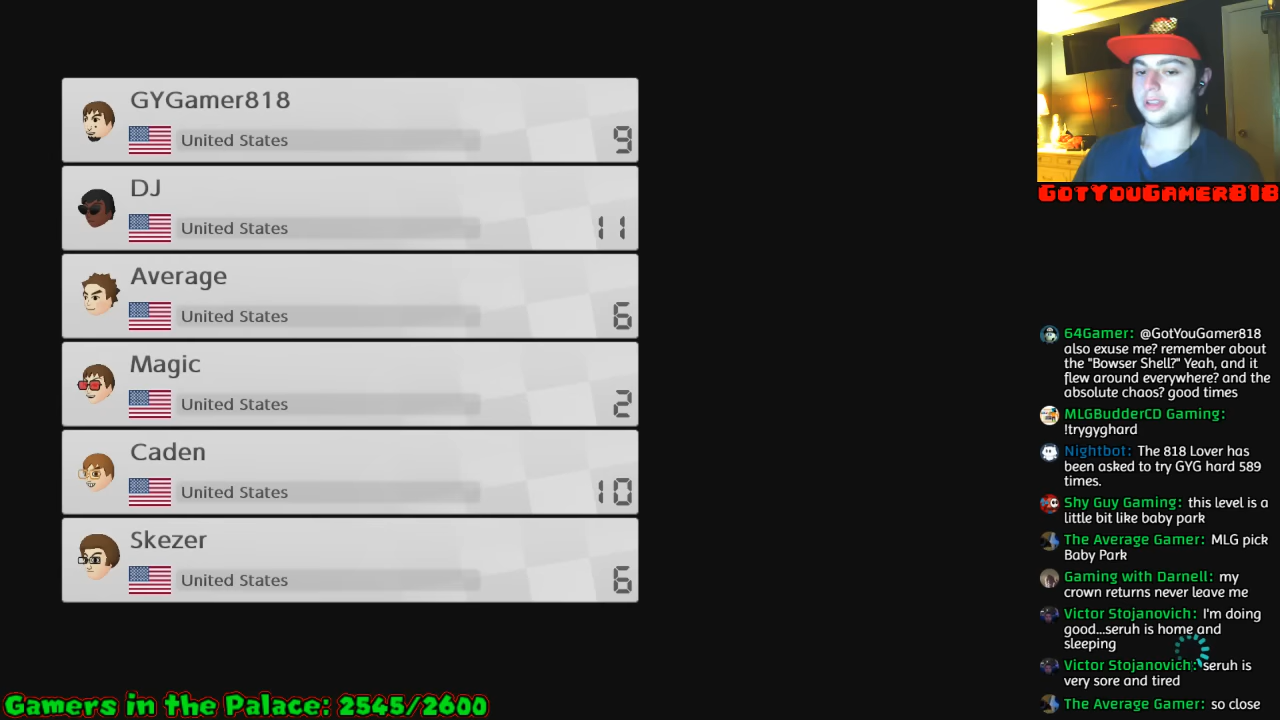 GYGamer818
United States
9
DJ
United States
11
Average
United States
6
Magic
United States
2
Caden
United States
10
Skezer
United States
6
GotYouGamer818
64Gamer: @GotYouGamer818
also excuse me? remember about
the "Bowser Shell?" Yeah, and it
flew around everywhere? and the
absolute chaos? good times
MLGBudderCD Gaming:
!trygyghard
Nightbot: The 818 Lover has
been asked to try GYG hard 589
times.
Shy Guy Gaming: this level is a
little bit like baby park
The Average Gamer: MLG pick
Baby Park
Gaming with Darnell: my
crown returns never leave me
Victor Stojanovich: I'm doing
good...seruh is home and
sleeping
Victor Stojanovich: seruh is
very sore and tired
The Average Gamer: so close
Gamers in the Palace: 2545/2600